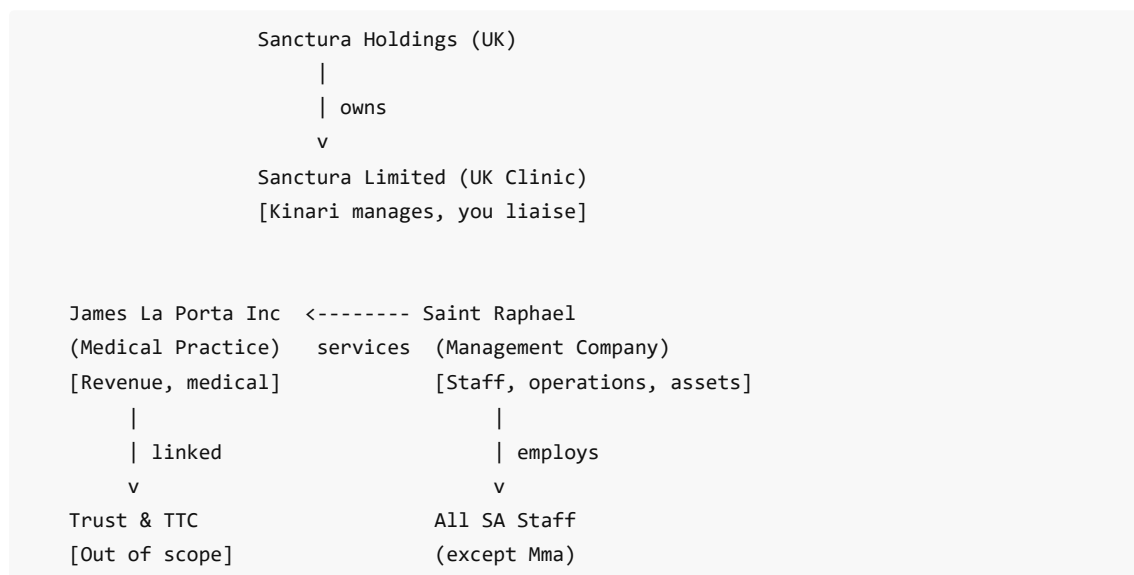 Sanctura Holdings (UK)
|
| owns
v
Sanctura Limited (UK Clinic)
[Kinari manages, you liaise]
James La Porta Inc <-------- Saint Raphael
(Medical Practice) services (Management Company)
[Revenue, medical] [Staff, operations, assets]
| |
| linked | employs
v v
Trust & TTC All SA Staff
[Out of scope] (except Mma)